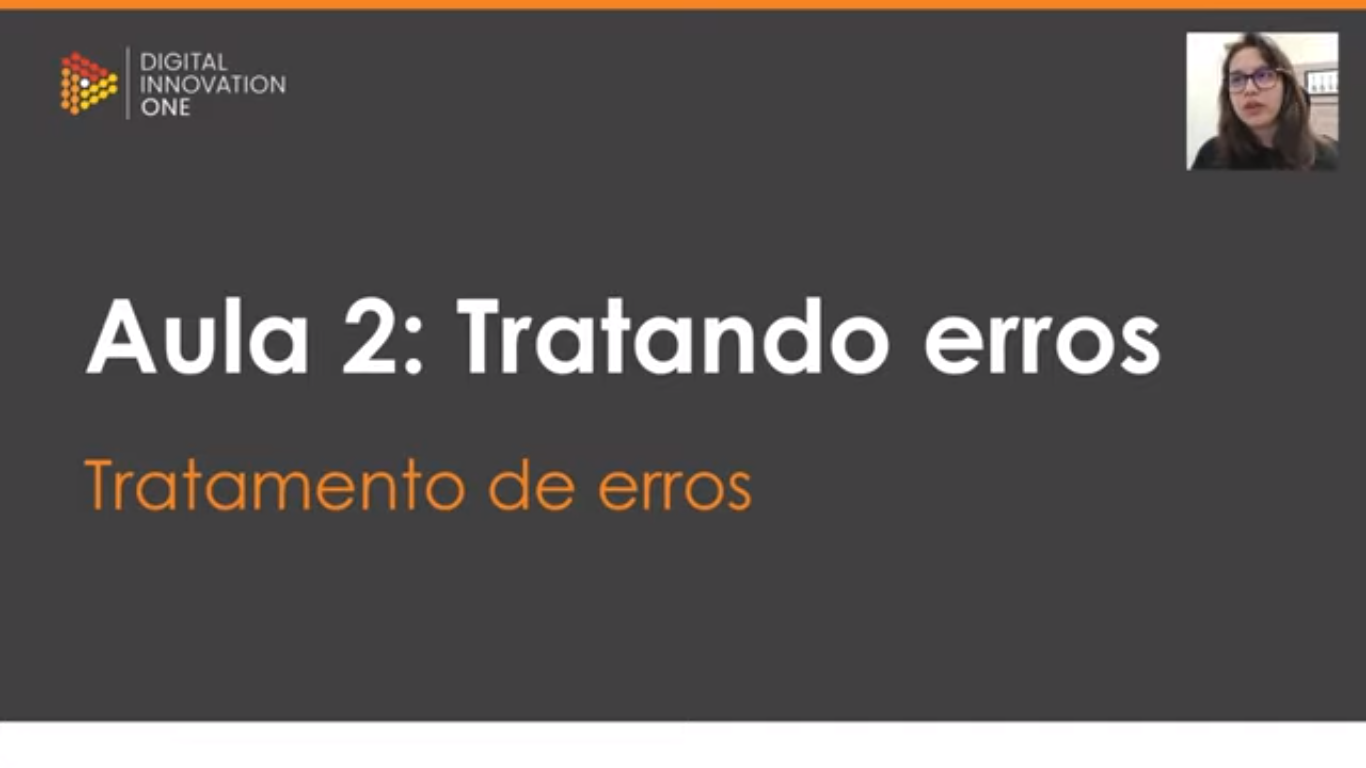 DIGITAL
INNOVATION
ONE
Aula 2: Tratando erros
Tratamento de erros